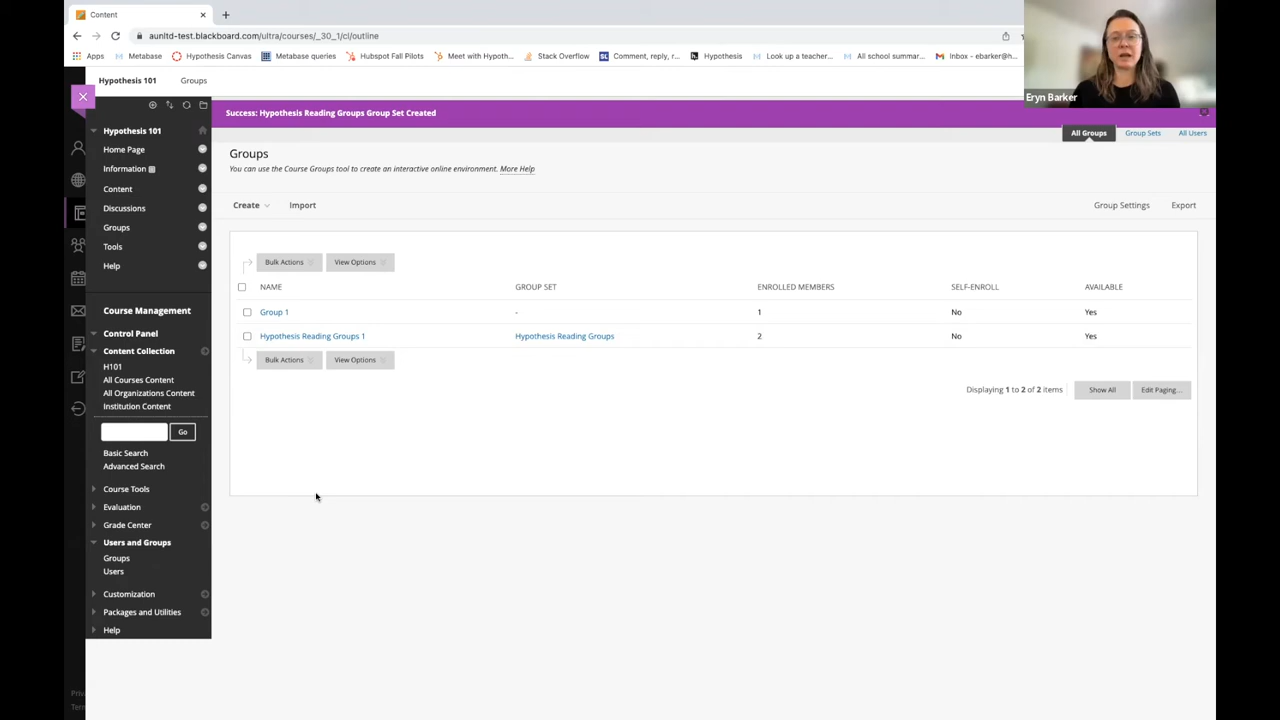 Content
aunltd-test.blackboard.com/ultra/courses/_30_1/cl/outline
Apps Metabase Hypothesis Canvas Metabase queries Hubspot Fall Pilots Meet with Hypoth... Stack Overflow Comment, reply, r... Hypothesis Look up a teacher... All school summar... Inbox - ebarker@h...
Hypothesis 101 Groups
Eryn Barker
Success: Hypothesis Reading Groups Group Set Created
All Groups Group Sets All Users
Hypothesis 101
Home Page
Information
Content
Discussions
Groups
Tools
Help
Course Management
Control Panel
Content Collection
H101
All Courses Content
All Organizations Content
Institution Content
Go
Basic Search
Advanced Search
Course Tools
Evaluation
Grade Center
Users and Groups
Groups
Users
Customization
Packages and Utilities
Help
Groups
You can use the Course Groups tool to create an interactive online environment. More Help
Create Import Group Settings Export
Bulk Actions View Options
NAME GROUP SET ENROLLED MEMBERS SELF-ENROLL AVAILABLE
Group 1 - 1 No Yes
Hypothesis Reading Groups 1 Hypothesis Reading Groups 2 No Yes
Bulk Actions View Options
Displaying 1 to 2 of 2 items Show All Edit Paging...